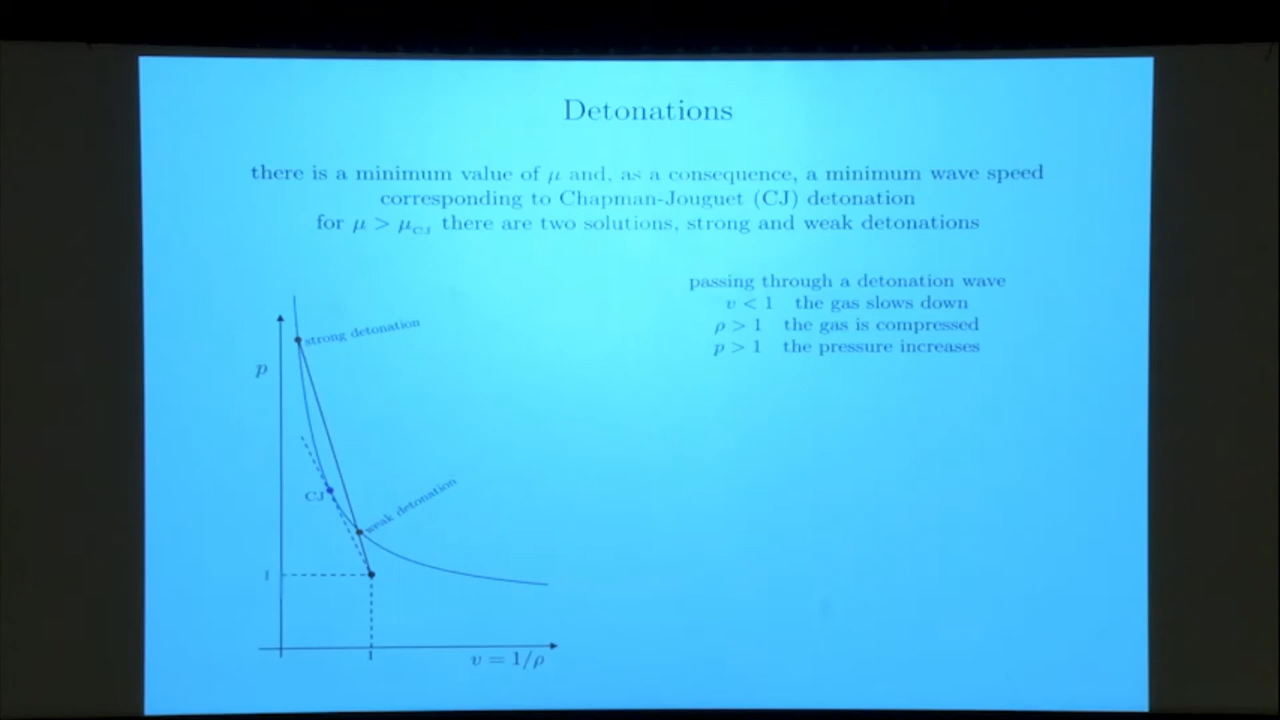 Detonations
there is a minimum value of μ and, as a consequence, a minimum wave speed
corresponding to Chapman-Jouguet (CJ) detonation
for μ > μ_CJ there are two solutions, strong and weak detonations
passing through a detonation wave
v < 1 the gas slows down
ρ > 1 the gas is compressed
p > 1 the pressure increases
strong detonation
p
CJ
weak detonation
1
1
v = 1/ρ